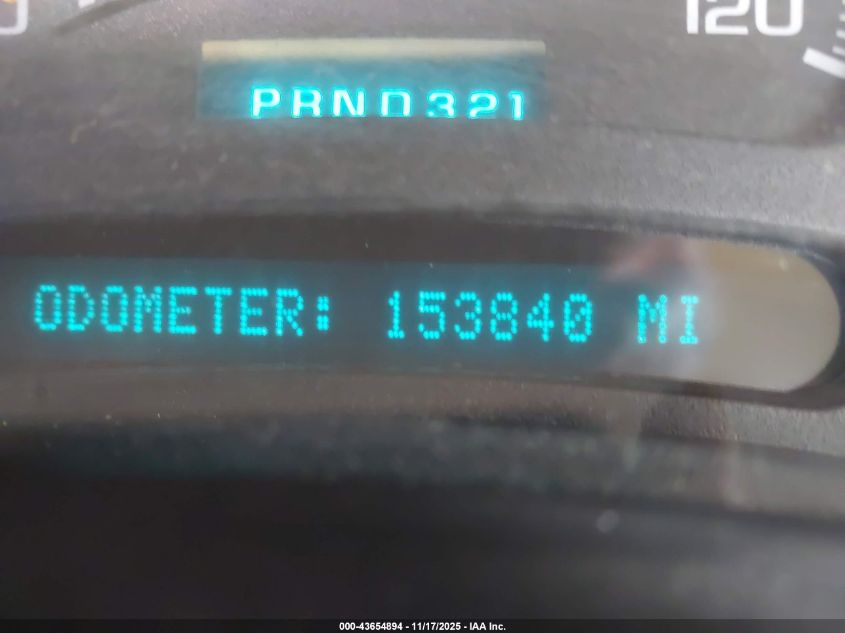 120
PRND321
ODOMETER: 153840 MI
000-43654894 - 11/17/2025 - IAA Inc.